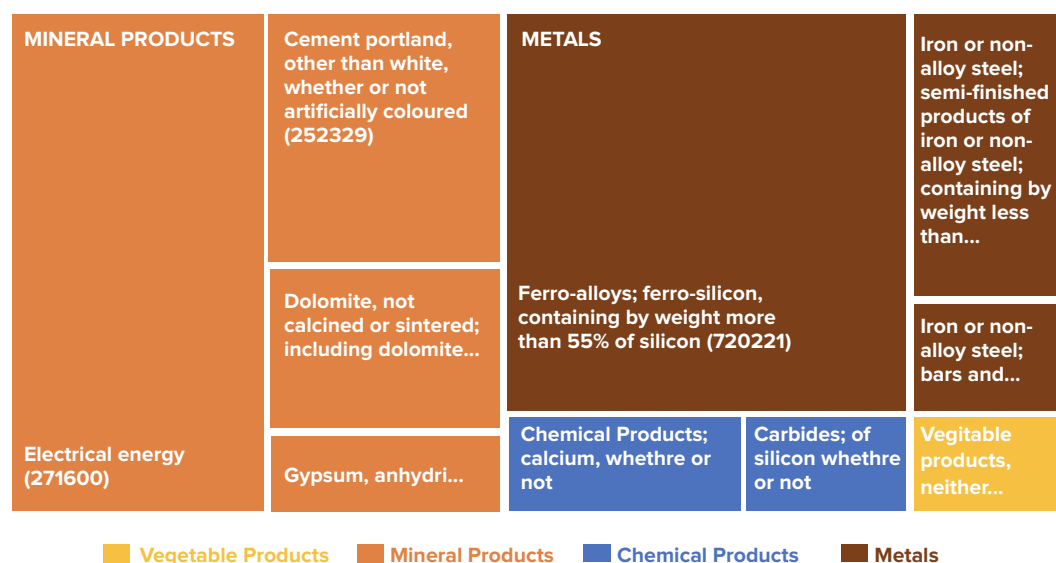 MINERAL PRODUCTS
Electrical energy
(271600)
Cement portland,
other than white,
whether or not
artificially coloured
(252329)
Dolomite, not
calcined or sintered;
including dolomite...
Gypsum, anhydri...
METALS
Ferro-alloys; ferro-silicon,
containing by weight more
than 55% of silicon (720221)
Iron or non-
alloy steel;
semi-finished
products of
iron or non-
alloy steel;
containing by
weight less
than...
Iron or non-
alloy steel;
bars and...
Chemical Products;
calcium, whethre or
not
Carbides; of
silicon whethre
or not
Vegitable
products,
neither...
Vegetable Products
Mineral Products
Chemical Products
Metals